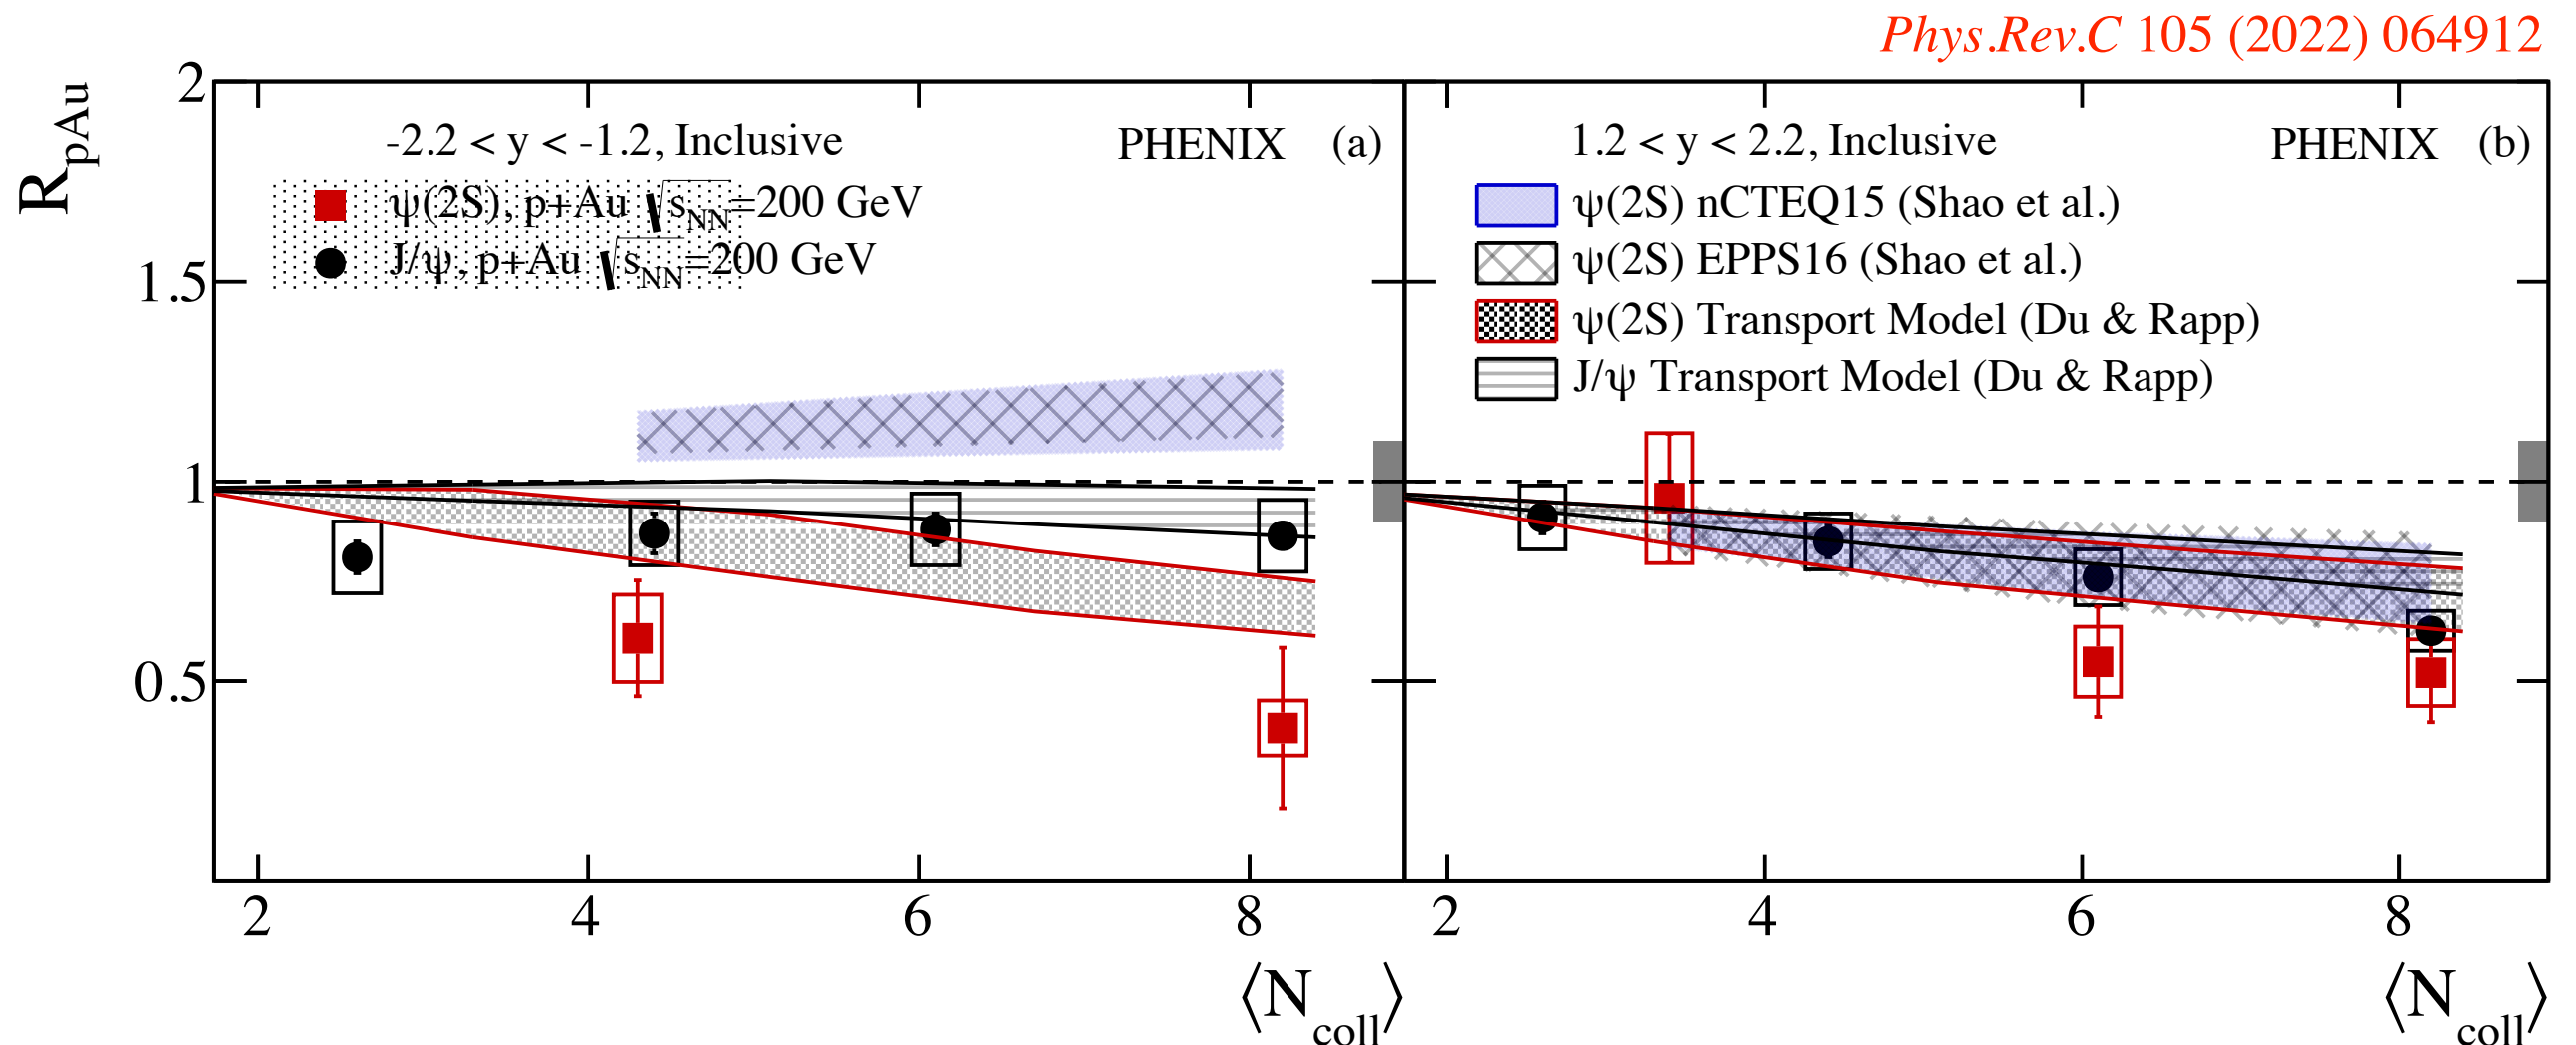 Phys.Rev.C 105 (2022) 064912
R_pAu
2
1.5
1
0.5
-2.2 < y < -1.2, Inclusive
PHENIX (a)
ψ(2S), p+Au √s_NN=200 GeV
J/ψ, p+Au √s_NN=200 GeV
1.2 < y < 2.2, Inclusive
PHENIX (b)
ψ(2S) nCTEQ15 (Shao et al.)
ψ(2S) EPPS16 (Shao et al.)
ψ(2S) Transport Model (Du & Rapp)
J/ψ Transport Model (Du & Rapp)
2 4 6 8 2 4 6 8
⟨N_coll⟩ ⟨N_coll⟩